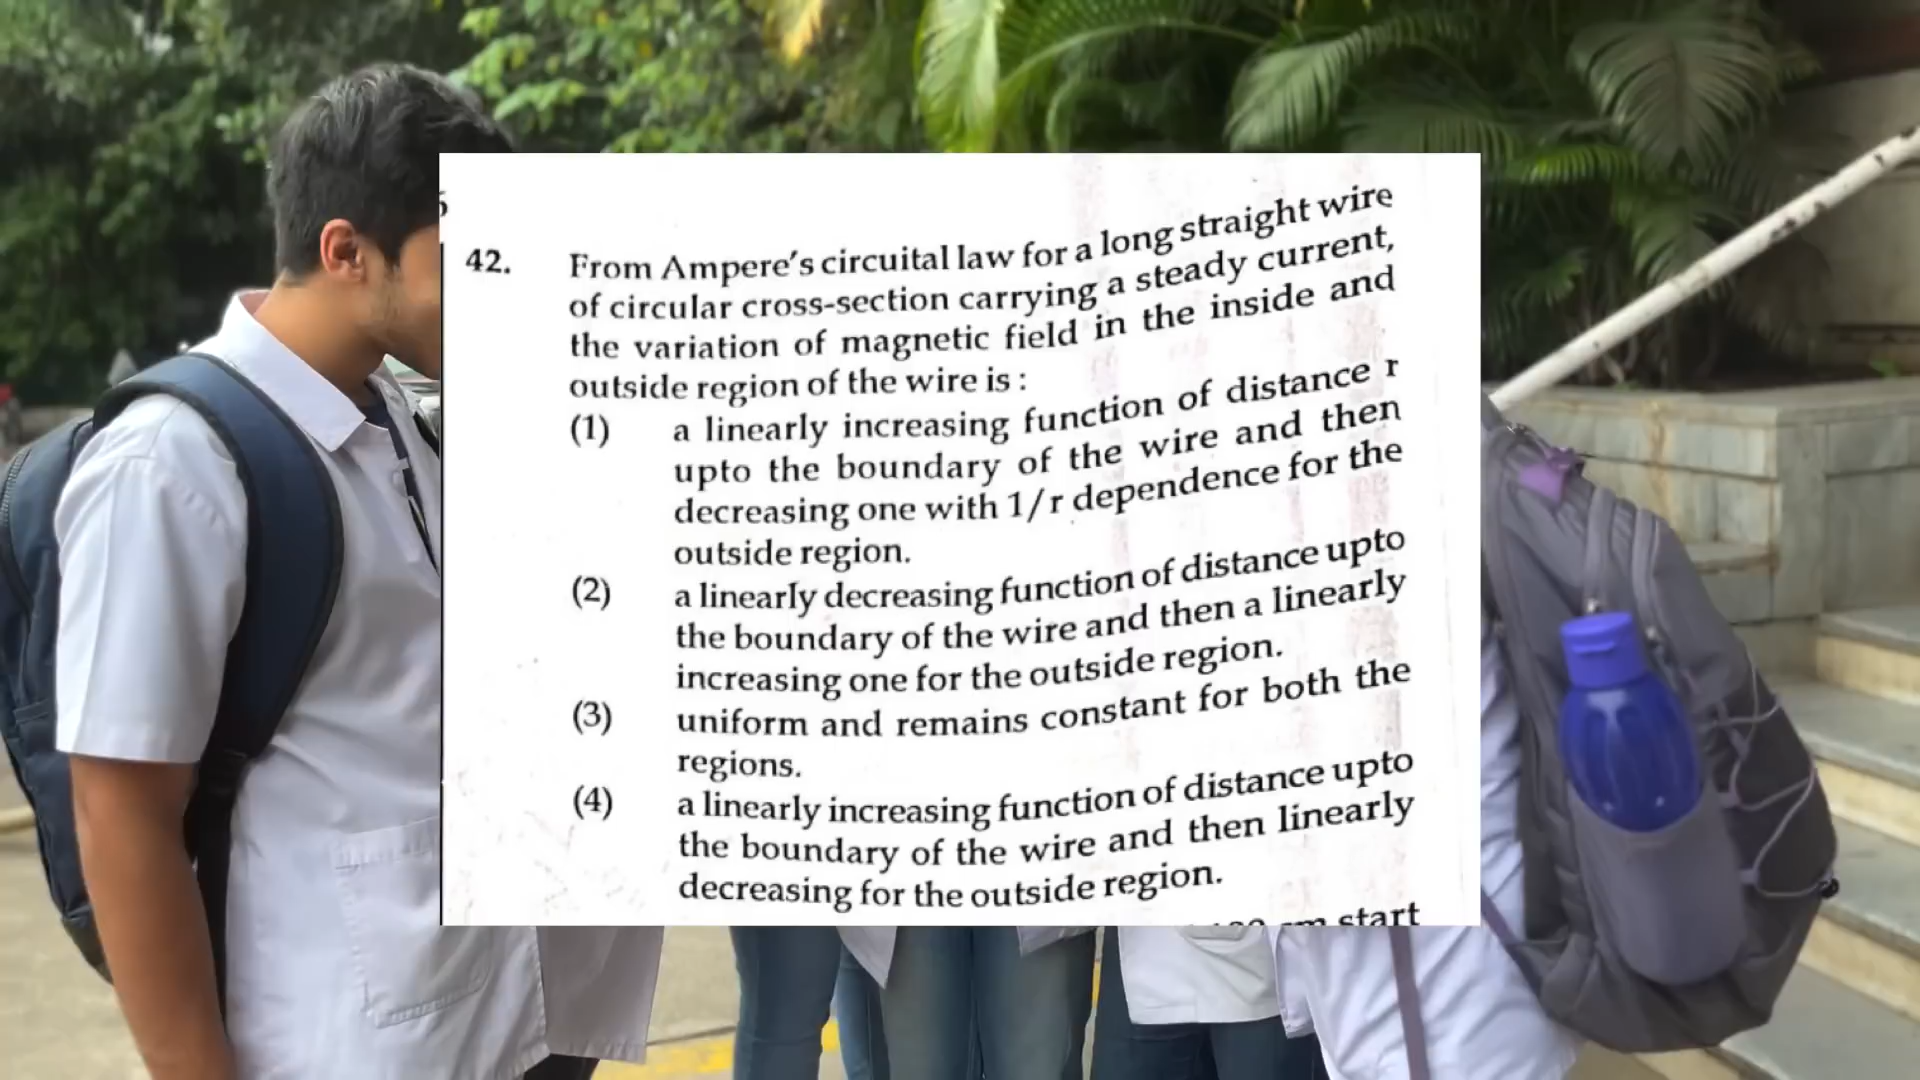 42. From Ampere's circuital law for a long straight wire
of circular cross-section carrying a steady current,
the variation of magnetic field in the inside and
outside region of the wire is :
(1) a linearly increasing function of distance r
upto the boundary of the wire and then
decreasing one with 1/r dependence for the
outside region.
(2) a linearly decreasing function of distance upto
the boundary of the wire and then a linearly
increasing one for the outside region.
(3) uniform and remains constant for both the
regions.
(4) a linearly increasing function of distance upto
the boundary of the wire and then linearly
decreasing for the outside region.
start